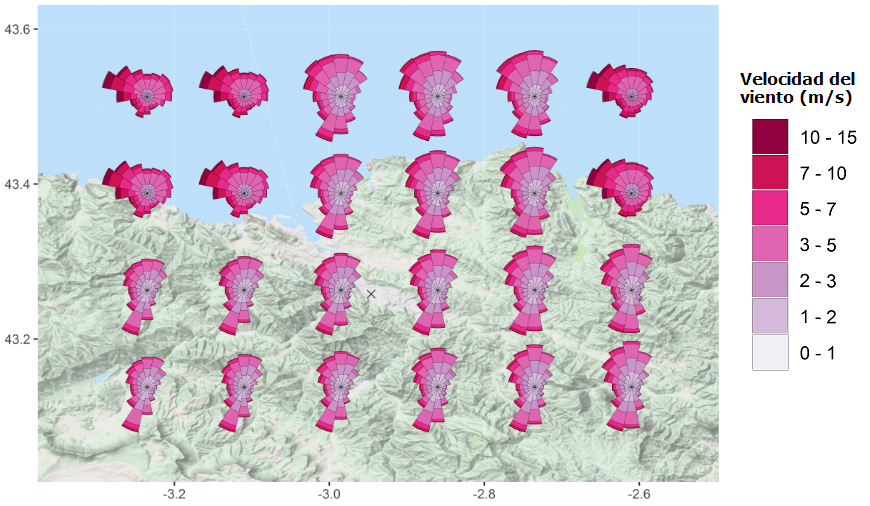 43.6
43.4
43.2
-3.2
-3.0
-2.8
-2.6
Velocidad del
viento (m/s)
10 - 15
7 - 10
5 - 7
3 - 5
2 - 3
1 - 2
0 - 1